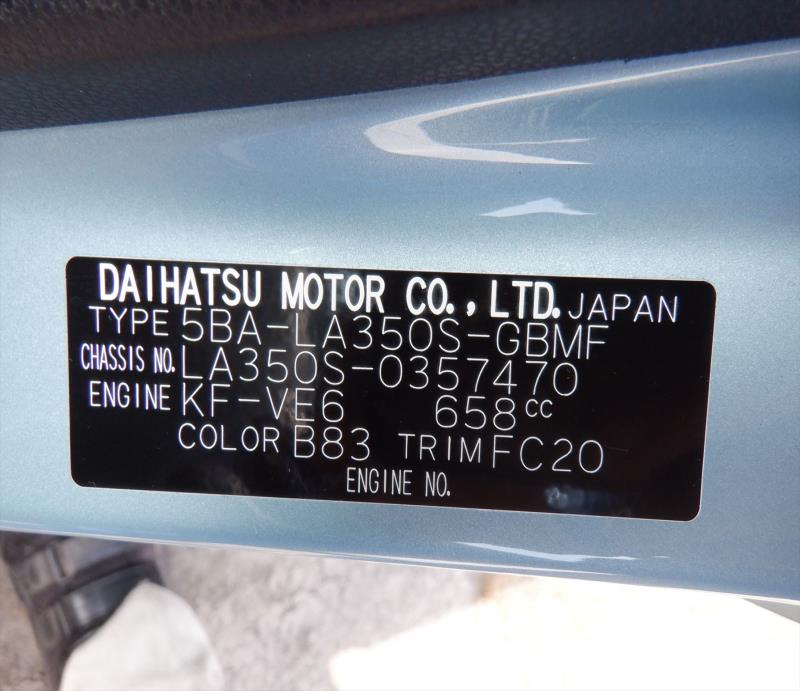 DAIHATSU MOTOR CO., LTD. JAPAN
TYPE 5BA-LA350S-GBMF
CHASSIS NO. LA350S-0357470
ENGINE KF-VE6 658cc
COLOR B83 TRIM FC20
ENGINE NO.